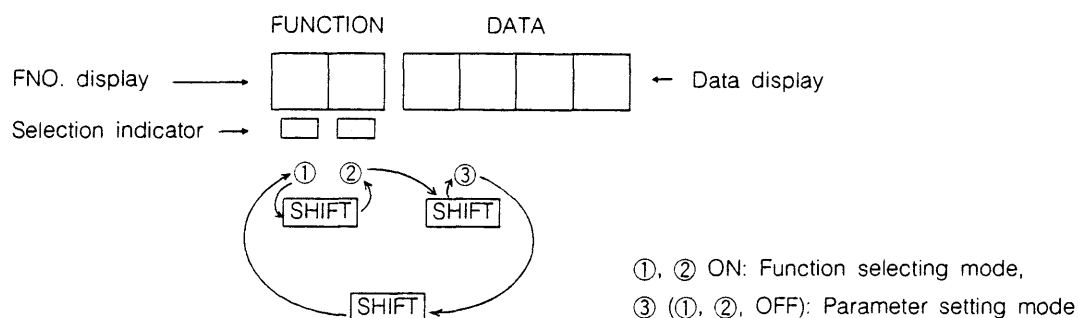 FUNCTION DATA
FNO. display → ← Data display
Selection indicator →
① ② ③
SHIFT SHIFT
①, ② ON: Function selecting mode,
SHIFT
③ (①, ②, OFF): Parameter setting mode